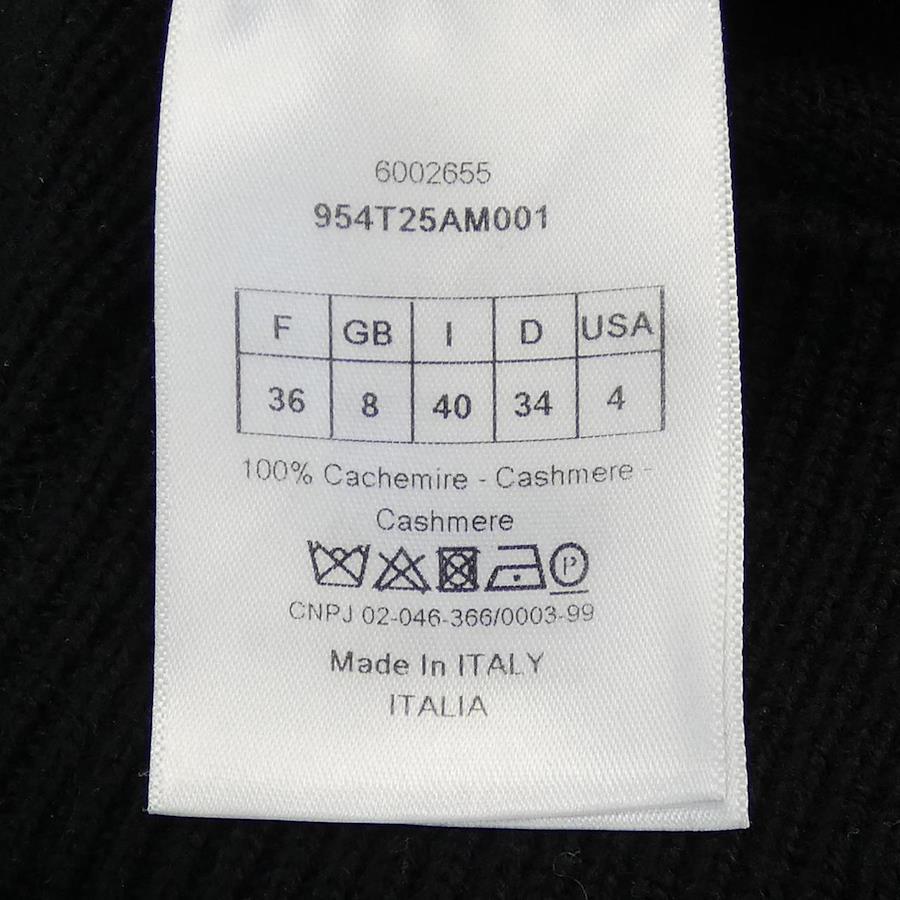 6002655
954T25AM001
F GB I D USA
36 8 40 34 4
100% Cachemire - Cashmere -
Cashmere
P
CNPJ 02-046-366/0003-99
Made In ITALY
ITALIA